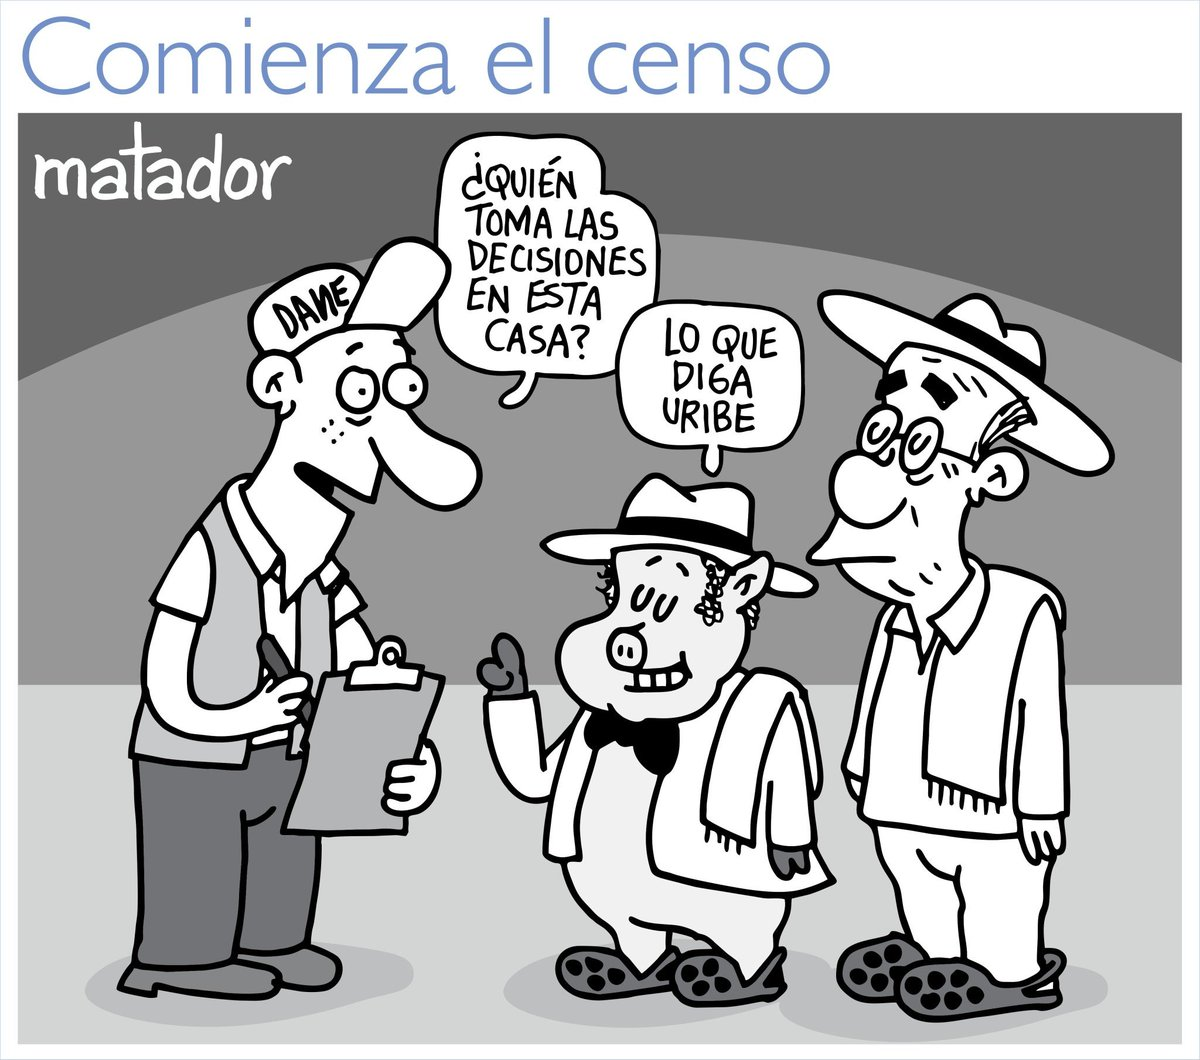 Comienza el censo
matador
¿QUIÉN
TOMA LAS
DECISIONES
EN ESTA
CASA?
DANE
LO QUE
DIGA
URIBE